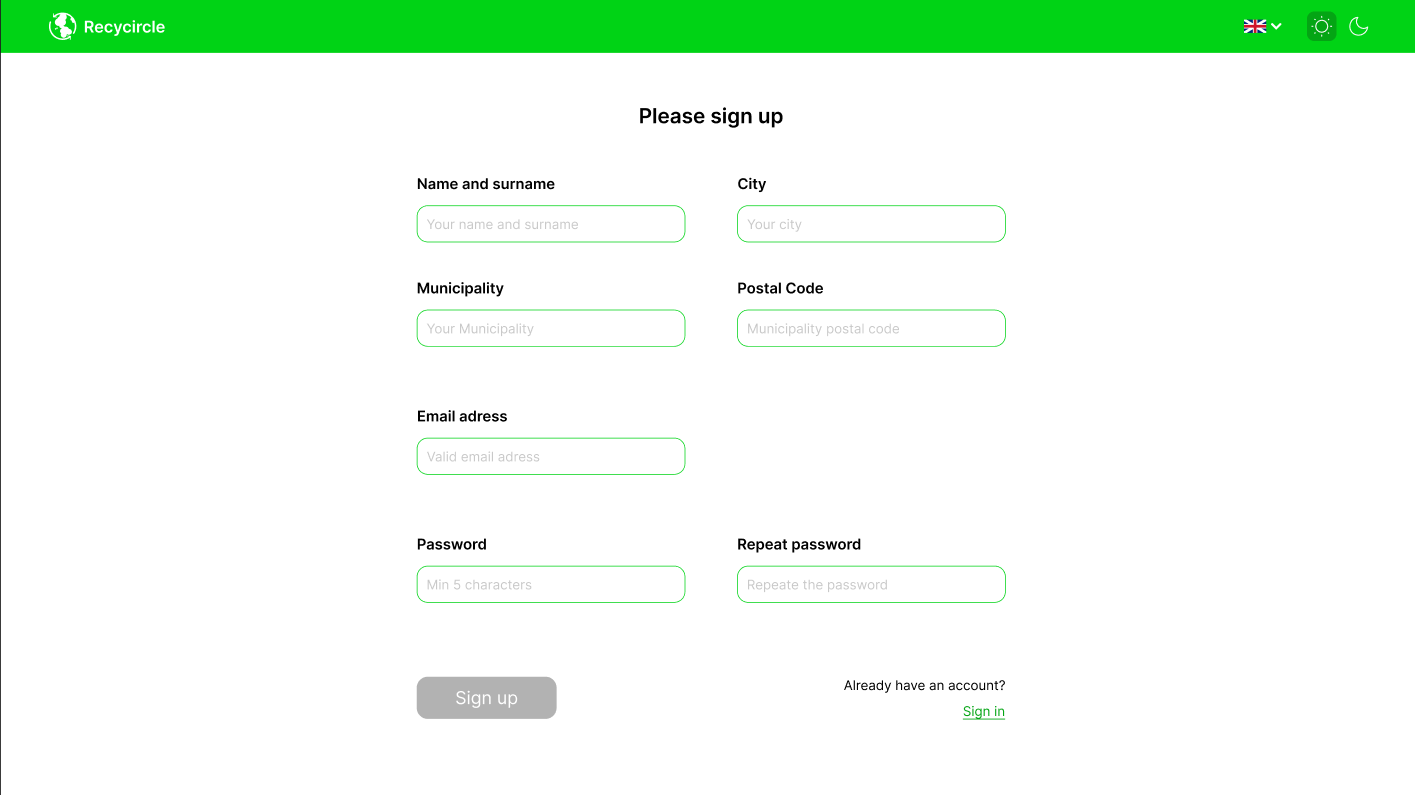 Recycircle
Please sign up
Name and surname
City
Your name and surname
Your city
Municipality
Postal Code
Your Municipality
Municipality postal code
Email adress
Valid email adress
Password
Repeat password
Min 5 characters
Repeate the password
Sign up
Already have an account?
Sign in